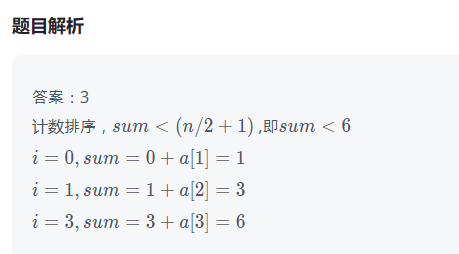 题目解析
答案：3
计数排序，sum < (n/2 + 1) ,即sum < 6
i = 0, sum = 0 + a[1] = 1
i = 1, sum = 1 + a[2] = 3
i = 3, sum = 3 + a[3] = 6